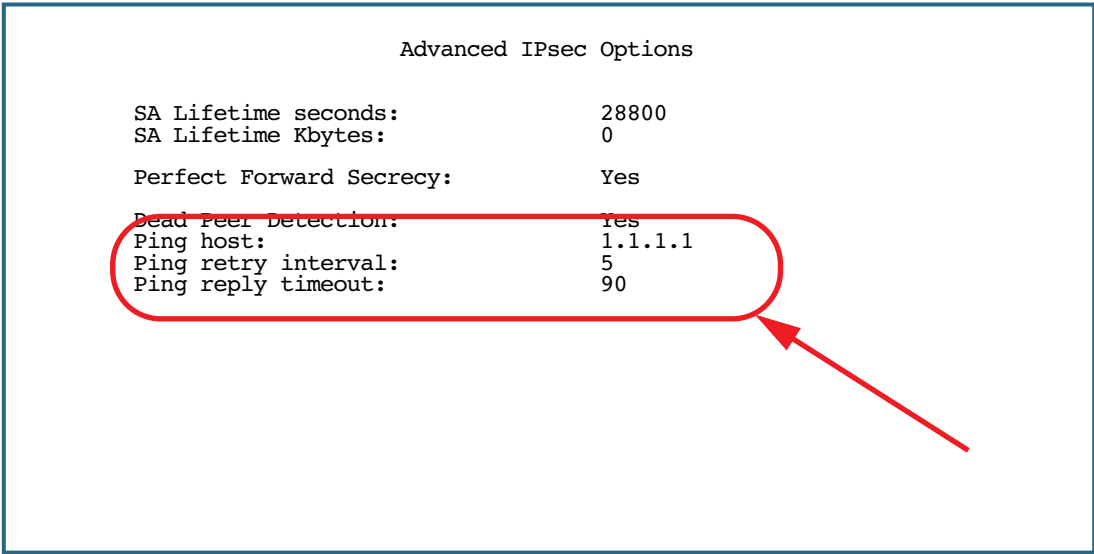 Advanced IPsec Options
SA Lifetime seconds: 28800
SA Lifetime Kbytes: 0
Perfect Forward Secrecy: Yes
Dead Peer Detection: Yes
Ping host: 1.1.1.1
Ping retry interval: 5
Ping reply timeout: 90